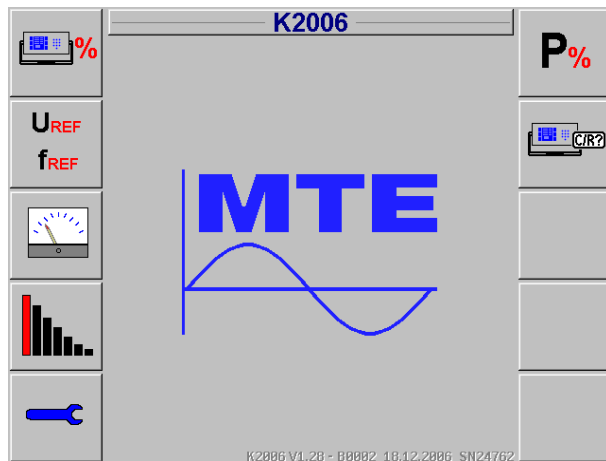 K2006
%
P%
UREF
fREF
C/R?
MTE
K2006 V1.28 - B0002 18.12.2006 SN24762